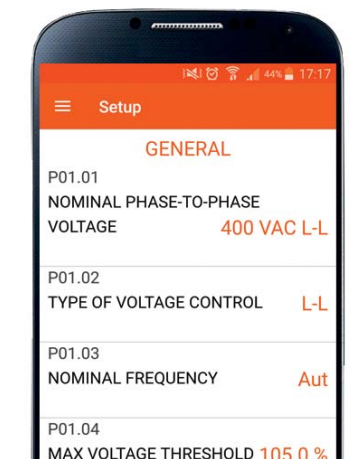 44% 17:17
Setup
GENERAL
P01.01
NOMINAL PHASE-TO-PHASE
VOLTAGE 400 VAC L-L
P01.02
TYPE OF VOLTAGE CONTROL L-L
P01.03
NOMINAL FREQUENCY Aut
P01.04
MAX VOLTAGE THRESHOLD 105.0 %